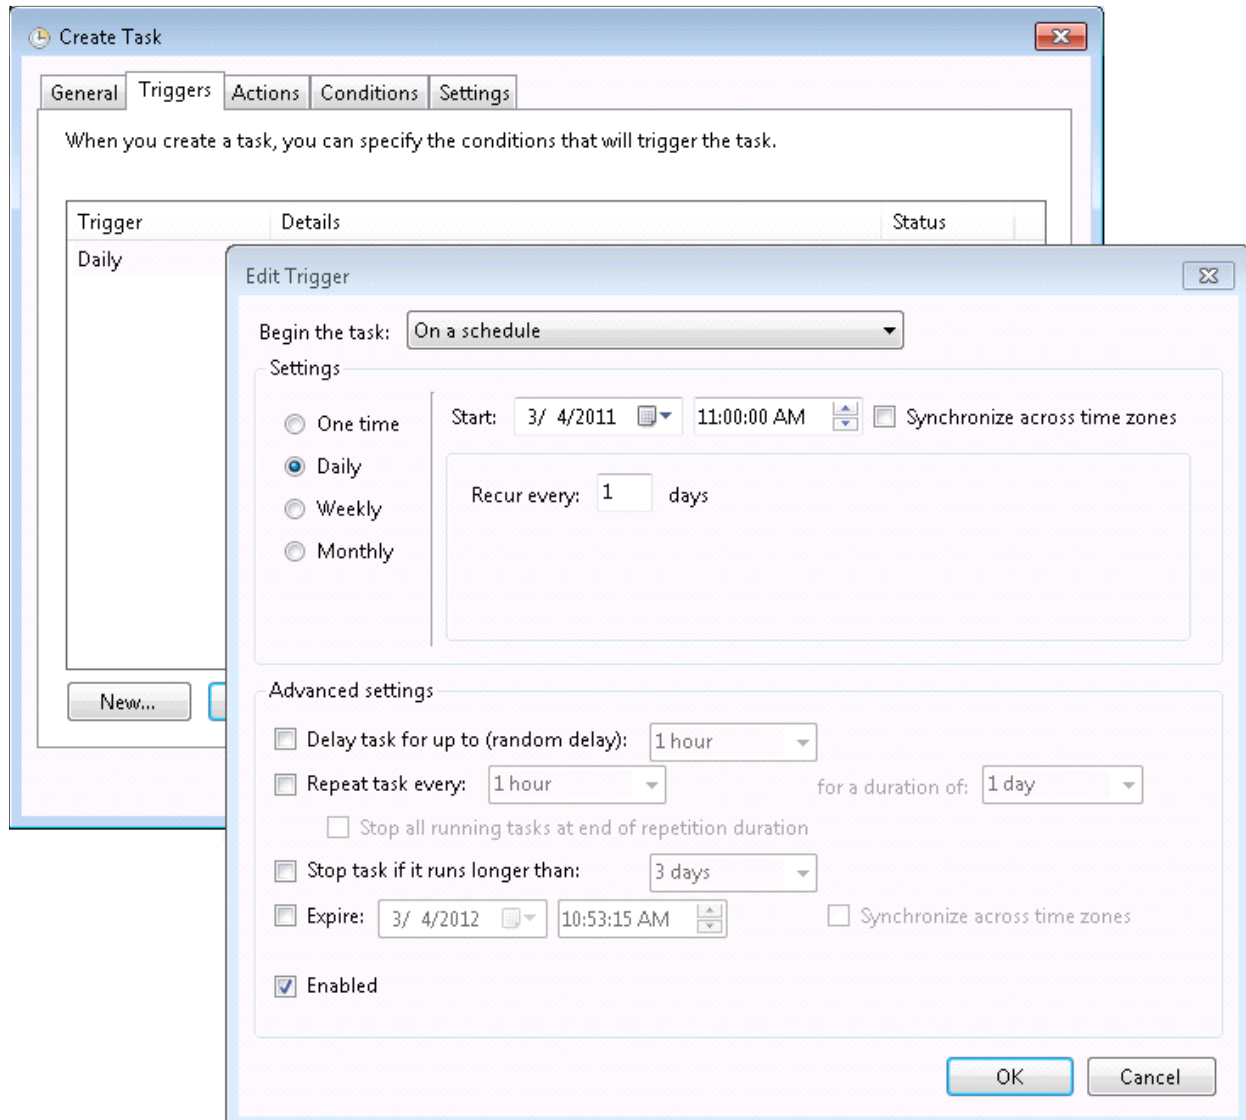 Create Task
General Triggers Actions Conditions Settings
When you create a task, you can specify the conditions that will trigger the task.
Trigger Details Status
Daily
Edit Trigger
Begin the task: On a schedule
Settings
One time
Start: 3/ 4/2011 11:00:00 AM Synchronize across time zones
Daily
Recur every: 1 days
Weekly
Monthly
New...
Advanced settings
Delay task for up to (random delay): 1 hour
Repeat task every: 1 hour for a duration of: 1 day
Stop all running tasks at end of repetition duration
Stop task if it runs longer than: 3 days
Expire: 3/ 4/2012 10:53:15 AM Synchronize across time zones
Enabled
OK Cancel